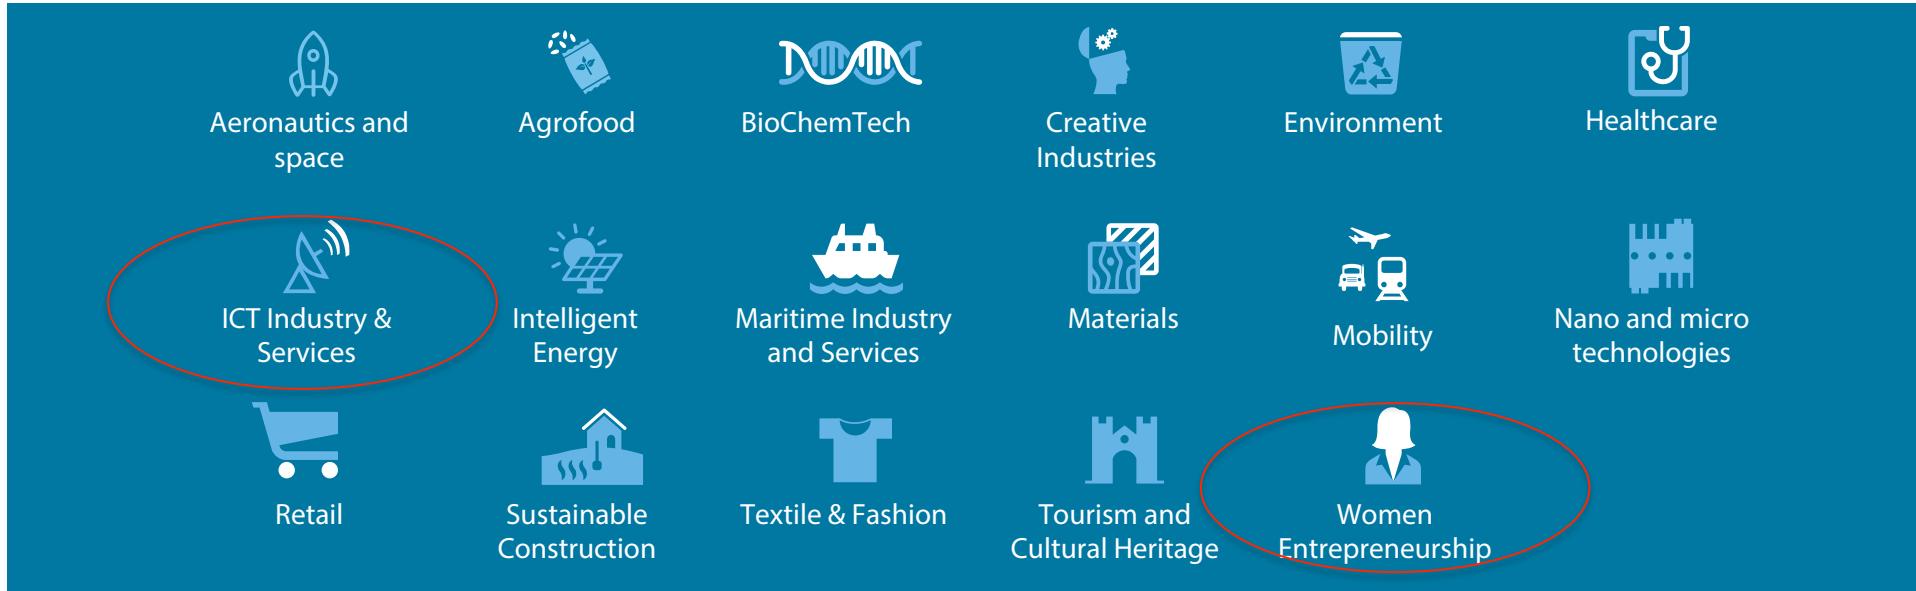 Aeronautics and
space
Agrofood
BioChemTech
Creative
Industries
Environment
Healthcare
ICT Industry &
Services
Intelligent
Energy
Maritime Industry
and Services
Materials
Mobility
Nano and micro
technologies
Retail
Sustainable
Construction
Textile & Fashion
Tourism and
Cultural Heritage
Women
Entrepreneurship